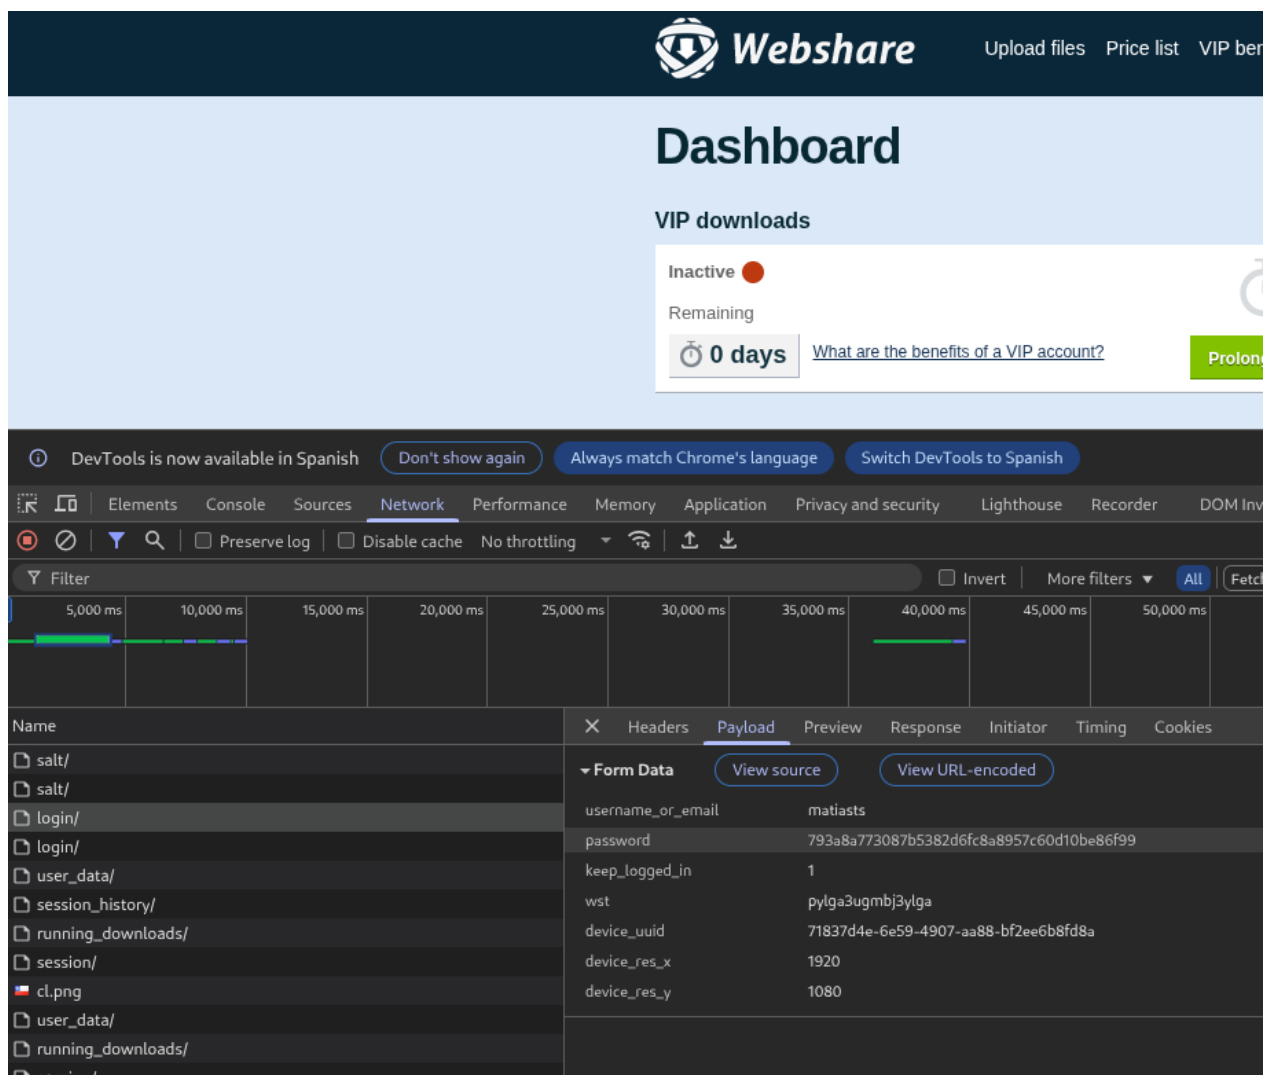 Webshare Upload files Price list VIP ber
Dashboard
VIP downloads
Inactive
Remaining
0 days What are the benefits of a VIP account? Prolong
DevTools is now available in Spanish Don't show again Always match Chrome's language Switch DevTools to Spanish
Elements Console Sources Network Performance Memory Application Privacy and security Lighthouse Recorder DOM Inv
Preserve log Disable cache No throttling
Filter Invert More filters All Fetch
5,000 ms 10,000 ms 15,000 ms 20,000 ms 25,000 ms 30,000 ms 35,000 ms 40,000 ms 45,000 ms 50,000 ms
Name
salt/
salt/
login/
login/
user_data/
session_history/
running_downloads/
session/
cl.png
user_data/
running_downloads/
Headers Payload Preview Response Initiator Timing Cookies
Form Data View source View URL-encoded
username_or_email matiasts
password 793a8a773087b5382d6fc8a8957c60d10be86f99
keep_logged_in 1
wst pylga3ugmbj3ylga
device_uuid 71837d4e-6e59-4907-aa88-bf2ee6b8fd8a
device_res_x 1920
device_res_y 1080